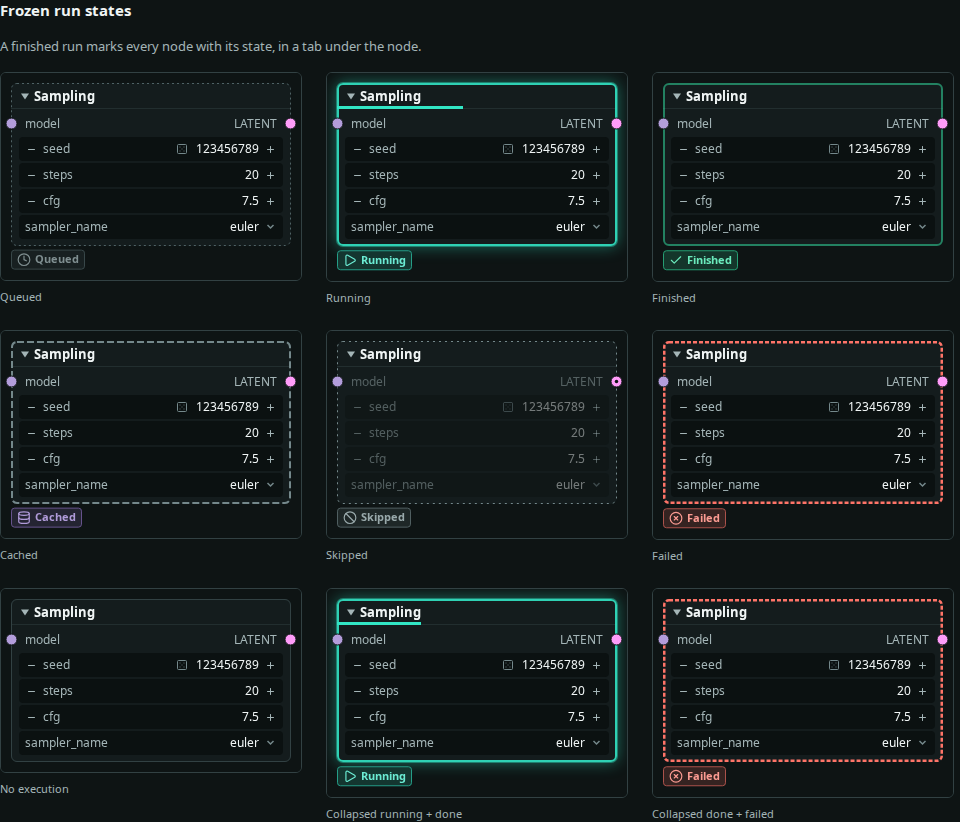 Frozen run states
A finished run marks every node with its state, in a tab under the node.
Sampling
model LATENT
− seed 123456789 +
− steps 20 +
− cfg 7.5 +
sampler_name euler
Queued
Queued
Sampling
model LATENT
− seed 123456789 +
− steps 20 +
− cfg 7.5 +
sampler_name euler
Running
Running
Sampling
model LATENT
− seed 123456789 +
− steps 20 +
− cfg 7.5 +
sampler_name euler
Finished
Finished
Sampling
model LATENT
− seed 123456789 +
− steps 20 +
− cfg 7.5 +
sampler_name euler
Cached
Cached
Sampling
model LATENT
− seed 123456789 +
− steps 20 +
− cfg 7.5 +
sampler_name euler
Skipped
Skipped
Sampling
model LATENT
− seed 123456789 +
− steps 20 +
− cfg 7.5 +
sampler_name euler
Failed
Failed
Sampling
model LATENT
− seed 123456789 +
− steps 20 +
− cfg 7.5 +
sampler_name euler
No execution
Sampling
model LATENT
− seed 123456789 +
− steps 20 +
− cfg 7.5 +
sampler_name euler
Running
Collapsed running + done
Sampling
model LATENT
− seed 123456789 +
− steps 20 +
− cfg 7.5 +
sampler_name euler
Failed
Collapsed done + failed